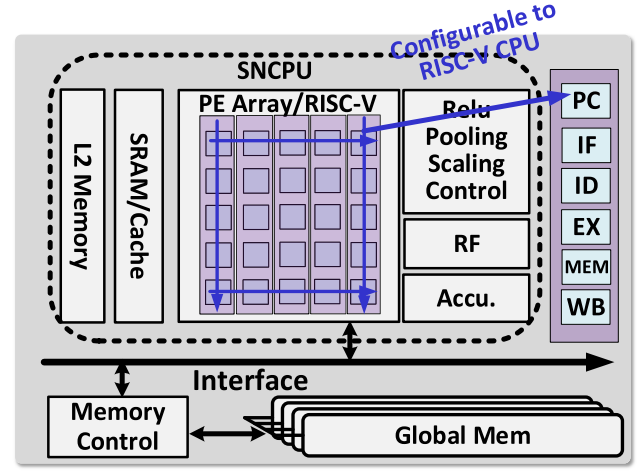 Configurable to
RISC-V CPU
SNCPU
L2 Memory
SRAM/Cache
PE Array/RISC-V
Relu
Pooling
Scaling
Control
RF
Accu.
PC
IF
ID
EX
MEM
WB
Interface
Memory
Control
Global Mem